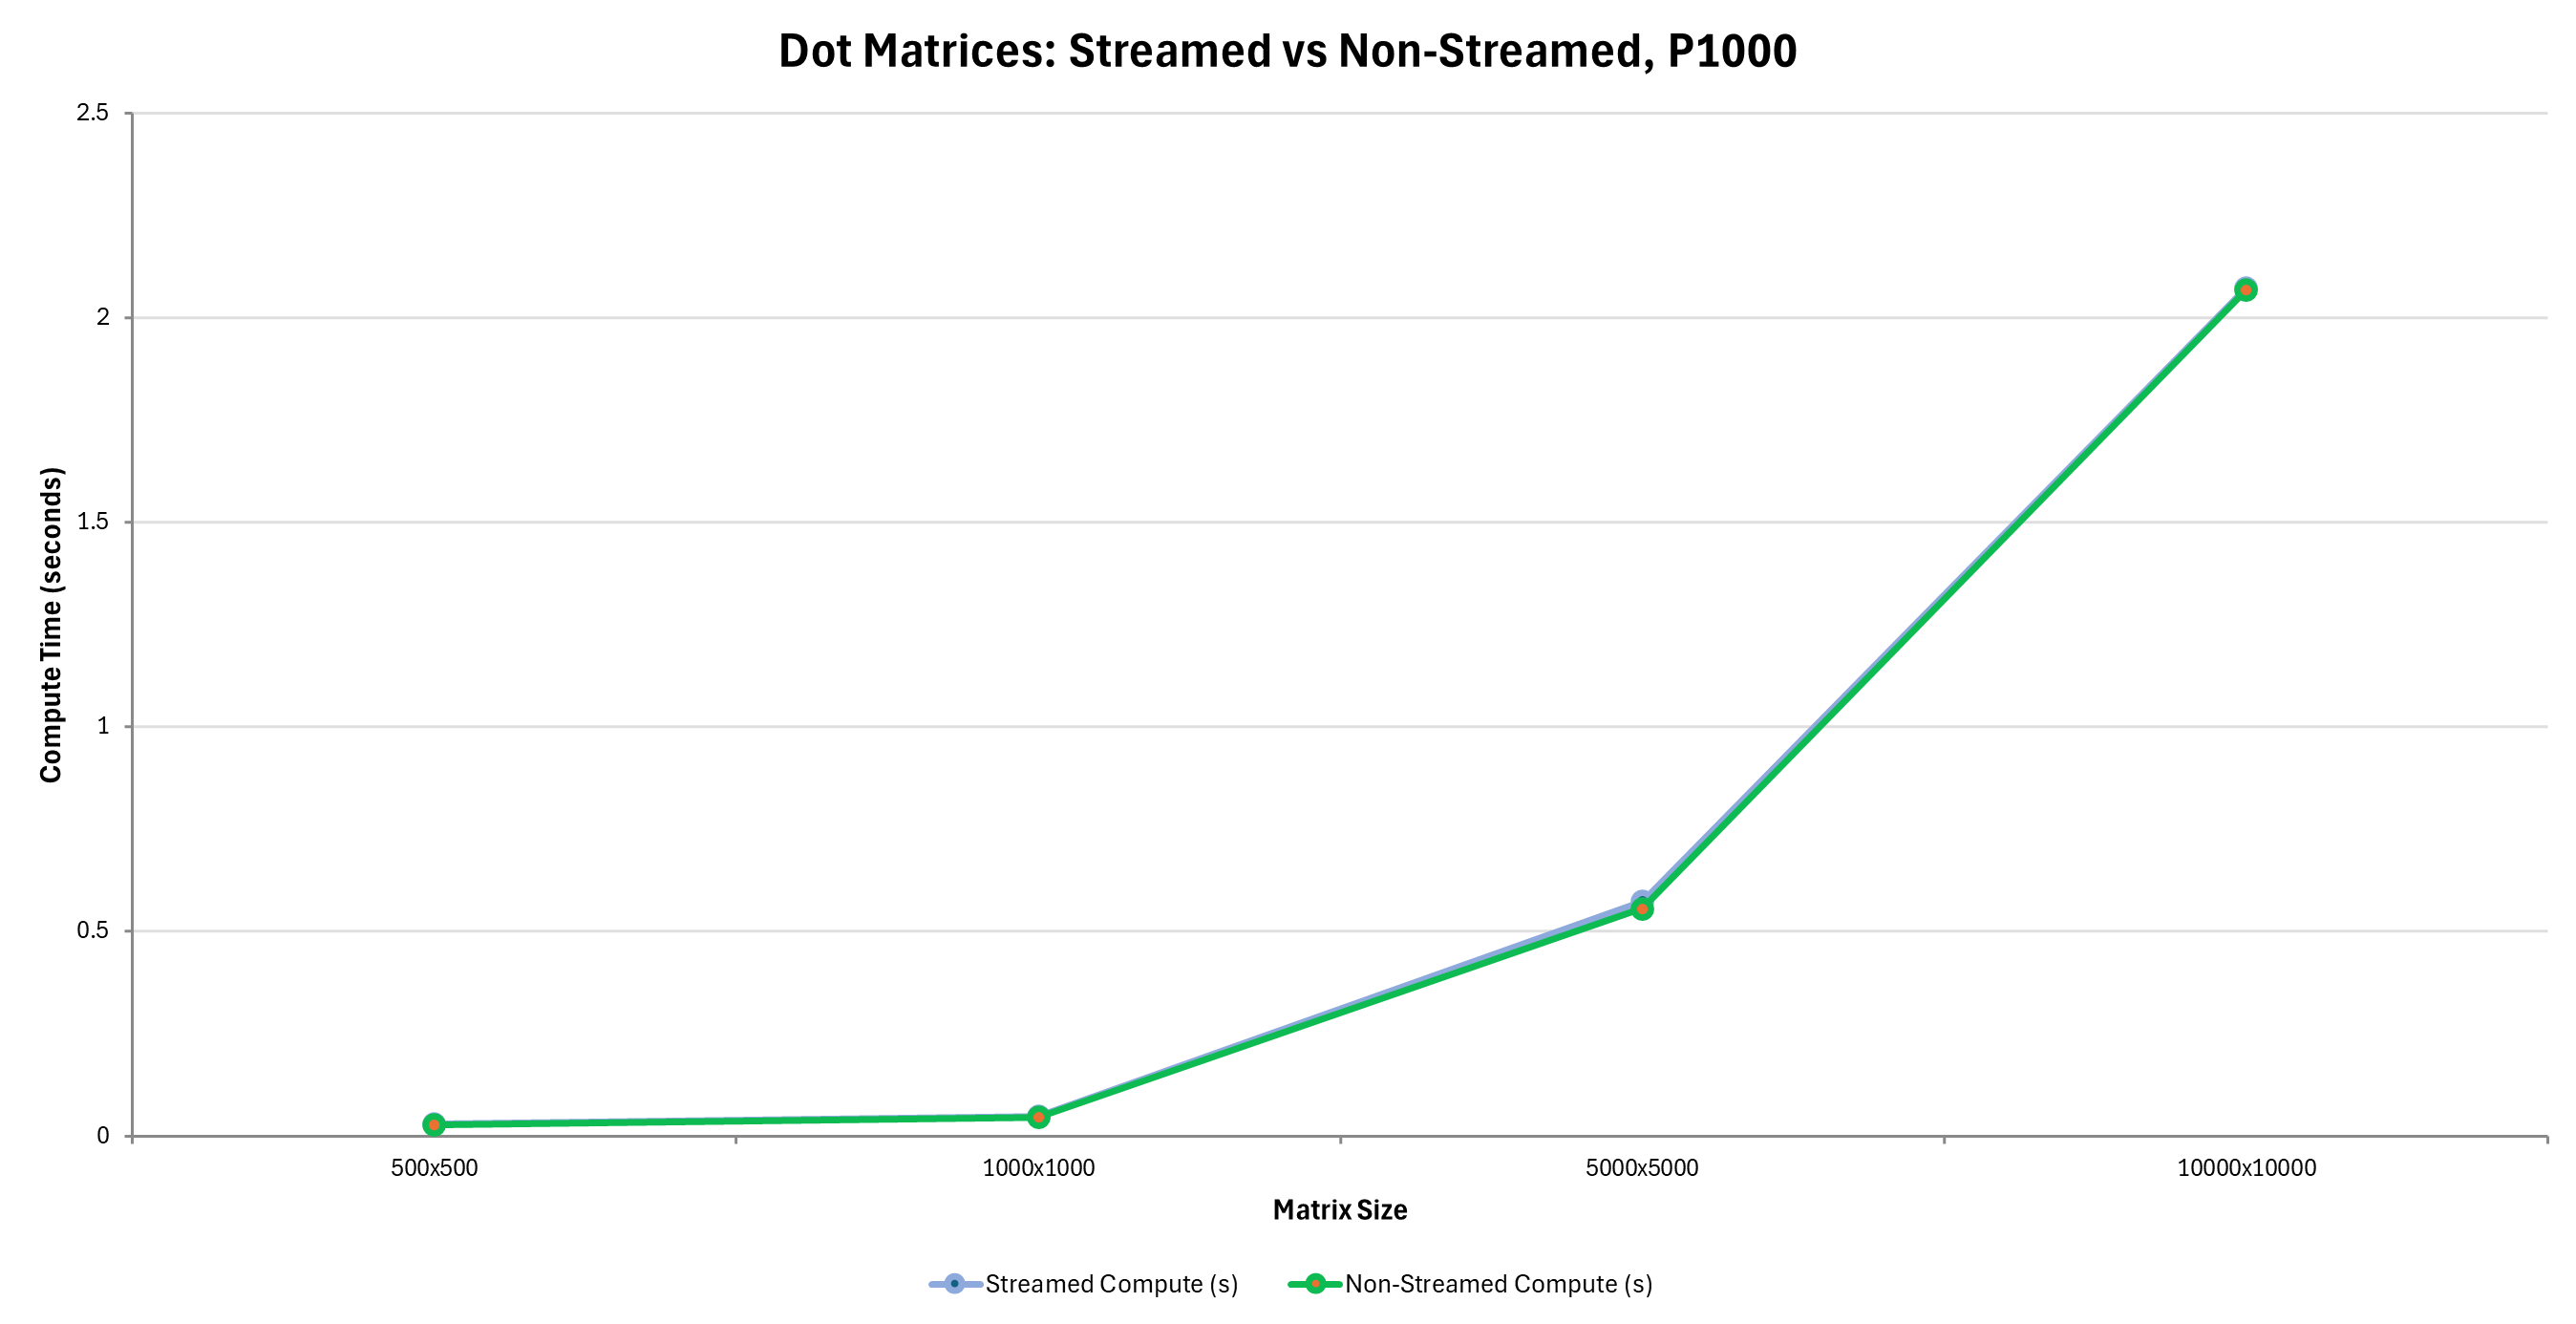 Dot Matrices: Streamed vs Non-Streamed, P1000
2.5
2
1.5
1
0.5
0
Compute Time (seconds)
500x500
1000x1000
5000x5000
10000x10000
Matrix Size
Streamed Compute (s)
Non-Streamed Compute (s)